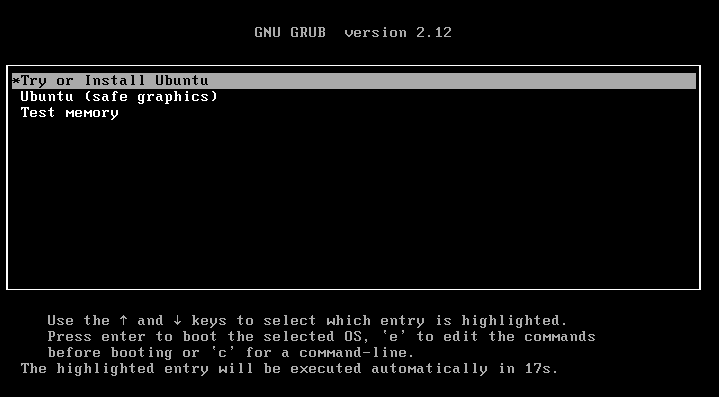 GNU GRUB  version 2.12
*Try or Install Ubuntu
Ubuntu (safe graphics)
Test memory
Use the ↑ and ↓ keys to select which entry is highlighted.
Press enter to boot the selected OS, `e' to edit the commands
before booting or `c' for a command-line.
The highlighted entry will be executed automatically in 17s.